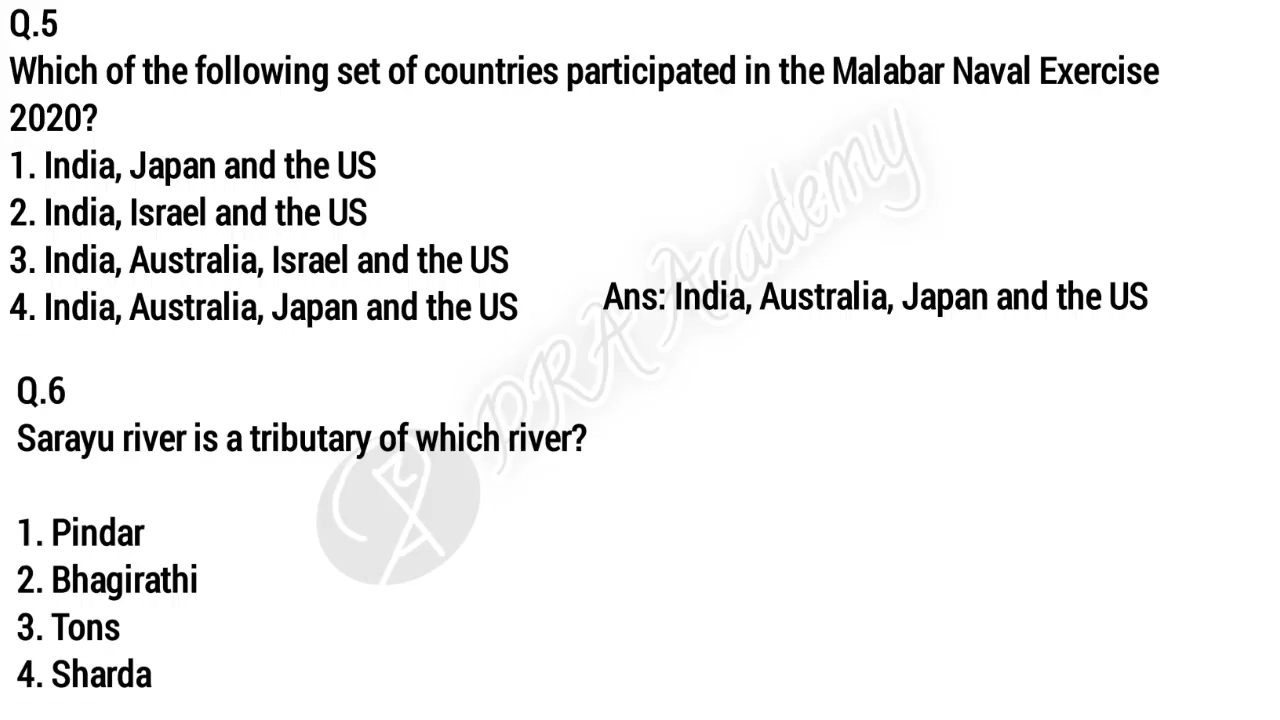 Q.5
Which of the following set of countries participated in the Malabar Naval Exercise
2020?
1. India, Japan and the US
2. India, Israel and the US
3. India, Australia, Israel and the US
4. India, Australia, Japan and the US
Ans: India, Australia, Japan and the US
PRA Academy
Q.6
Sarayu river is a tributary of which river?
1. Pindar
2. Bhagirathi
3. Tons
4. Sharda